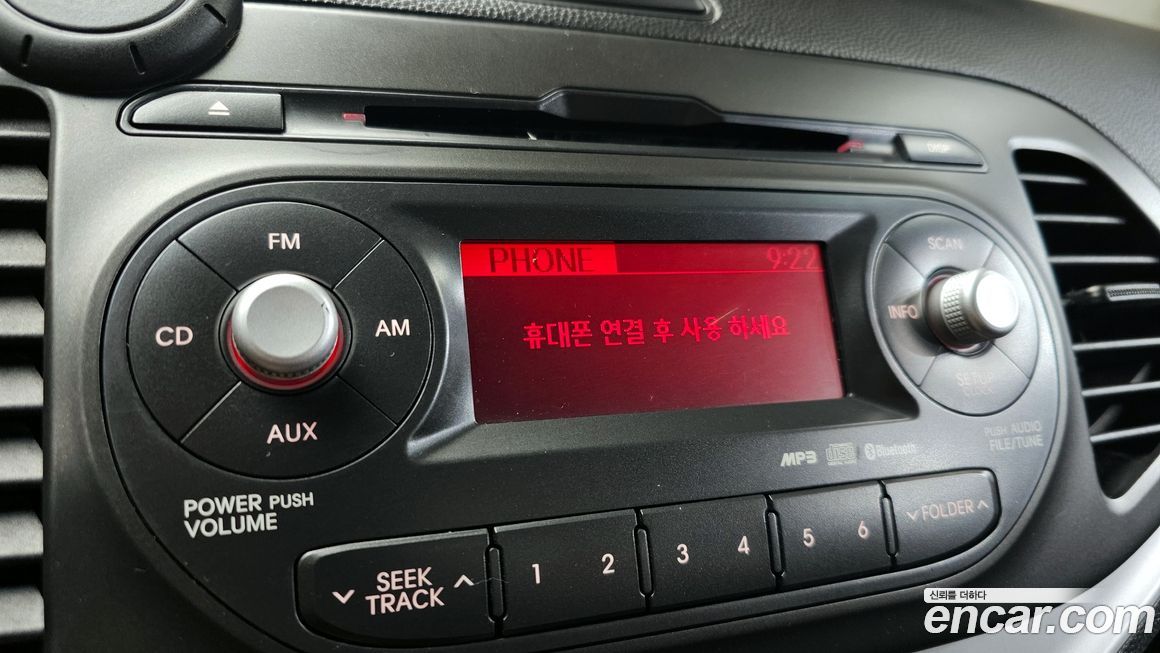 DISP
FM
CD
AM
AUX
POWER PUSH
VOLUME
PHONE 9:22
휴대폰 연결 후 사용 하세요
SCAN
INFO
SETUP
CLOCK
PUSH AUDIO
FILE/TUNE
MP3
Bluetooth
SEEK
TRACK
1 2 3 4 5 6
FOLDER
신뢰를 더하다
encar.com